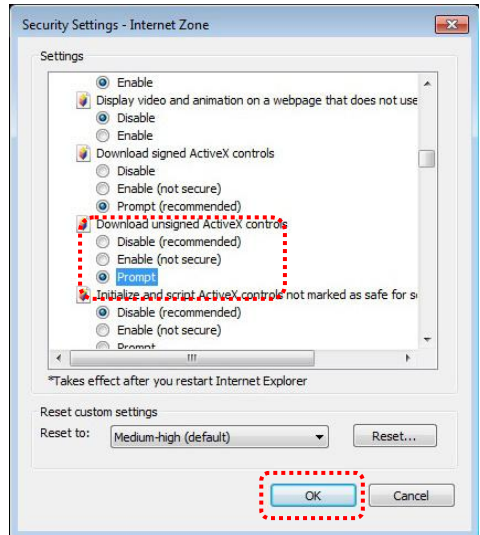 Security Settings - Internet Zone
Settings
Enable
Display video and animation on a webpage that does not use
Disable
Enable
Download signed ActiveX controls
Disable
Enable (not secure)
Prompt (recommended)
Download unsigned ActiveX controls
Disable (recommended)
Enable (not secure)
Prompt
Initialize and script ActiveX controls not marked as safe for s
Disable (recommended)
Enable (not secure)
Prompt
*Takes effect after you restart Internet Explorer
Reset custom settings
Reset to: Medium-high (default) Reset...
OK Cancel